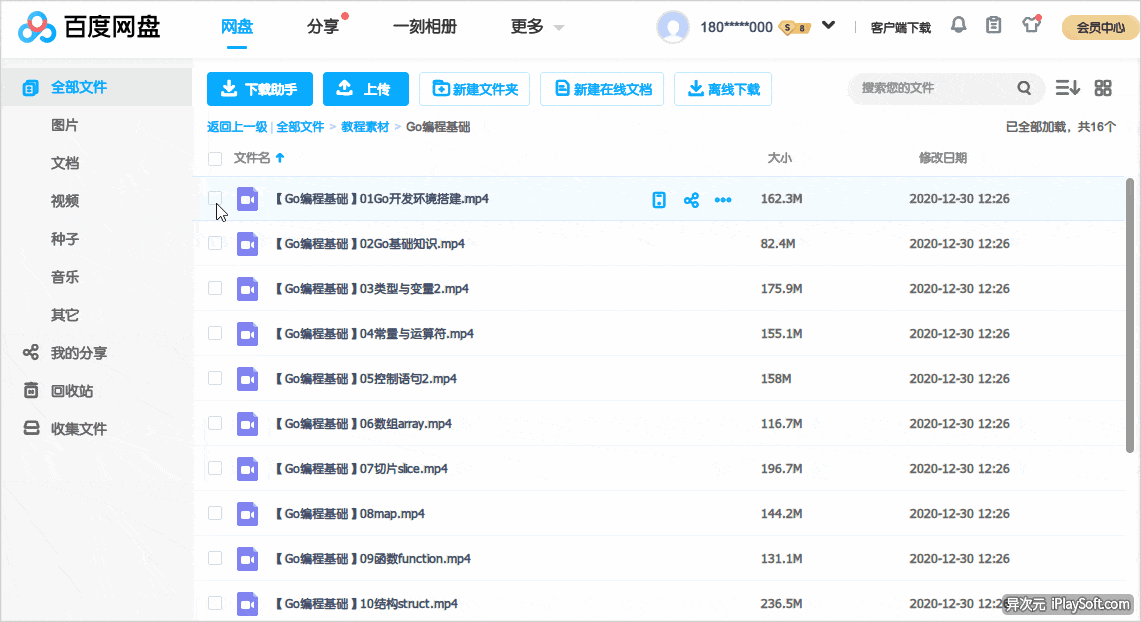 百度网盘 网盘 分享 一刻相册 更多 180*****000 S 8 客户端下载 会员中心
全部文件
图片
文档
视频
种子
音乐
其它
我的分享
回收站
收集文件
下载助手 上传 新建文件夹 新建在线文档 离线下载 搜索您的文件
返回上一级 | 全部文件 > 教程素材 > Go编程基础 已全部加载，共16个
文件名 大小 修改日期
【Go编程基础】01Go开发环境搭建.mp4 162.3M 2020-12-30 12:26
【Go编程基础】02Go基础知识.mp4 82.4M 2020-12-30 12:26
【Go编程基础】03类型与变量2.mp4 175.9M 2020-12-30 12:26
【Go编程基础】04常量与运算符.mp4 155.1M 2020-12-30 12:26
【Go编程基础】05控制语句2.mp4 158M 2020-12-30 12:26
【Go编程基础】06数组array.mp4 116.7M 2020-12-30 12:26
【Go编程基础】07切片slice.mp4 196.7M 2020-12-30 12:26
【Go编程基础】08map.mp4 144.2M 2020-12-30 12:26
【Go编程基础】09函数function.mp4 131.1M 2020-12-30 12:26
【Go编程基础】10结构struct.mp4 236.5M 2020-12-30 12:26
异次元 iPlaySoft.com